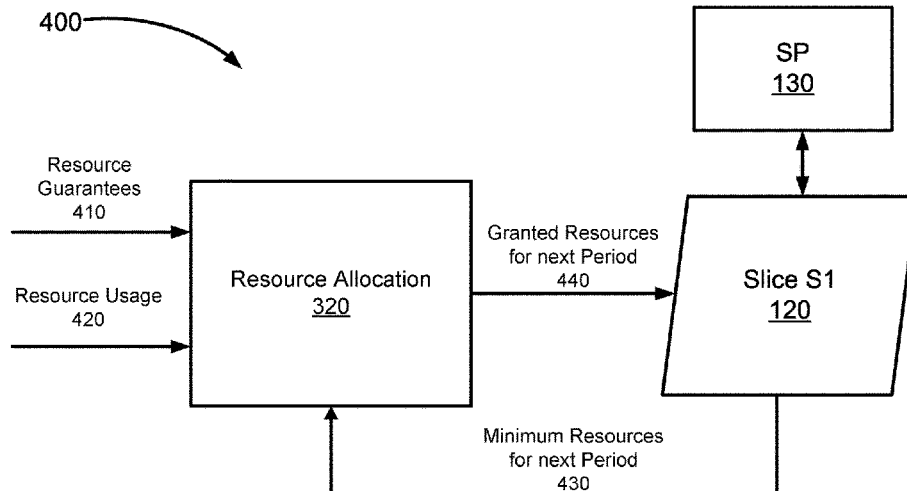 400
SP
130
Resource
Guarantees
410
Resource Usage
420
Resource Allocation
320
Granted Resources
for next Period
440
Slice S1
120
Minimum Resources
for next Period
430